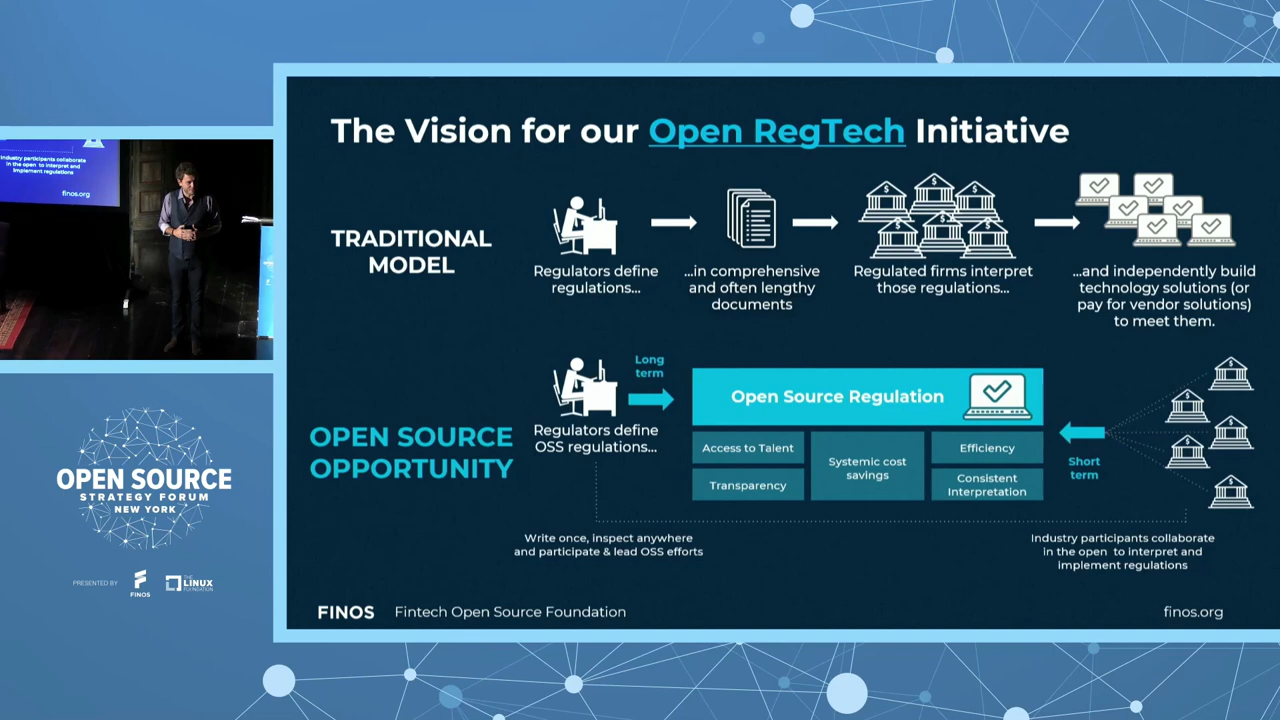 The Vision for our Open RegTech Initiative
TRADITIONAL
MODEL
Regulators define
regulations...
...in comprehensive
and often lengthy
documents
Regulated firms interpret
those regulations...
...and independently build
technology solutions (or
pay for vendor solutions)
to meet them.
OPEN SOURCE
OPPORTUNITY
Regulators define
OSS regulations...
Long
term
Open Source Regulation
Access to Talent
Transparency
Systemic cost
savings
Efficiency
Consistent
Interpretation
Short
term
Write once, inspect anywhere
and participate & lead OSS efforts
Industry participants collaborate
in the open to interpret and
implement regulations
FINOS Fintech Open Source Foundation
finos.org
Industry participants collaborate
in the open to interpret and
implement regulations
finos.org
OPEN SOURCE
STRATEGY FORUM
NEW YORK
PRESENTED BY
FINOS
THE
LINUX
FOUNDATION